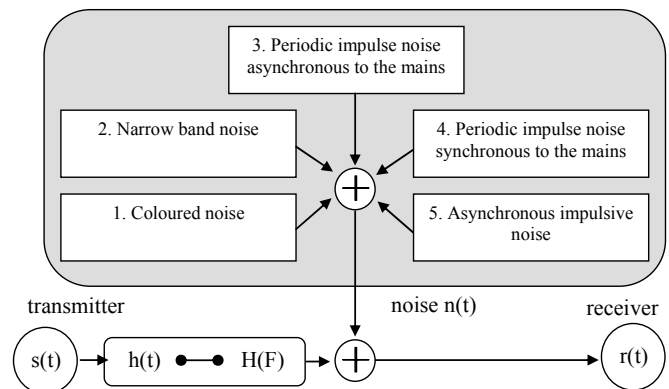 3. Periodic impulse noise
asynchronous to the mains
2. Narrow band noise
4. Periodic impulse noise
synchronous to the mains
1. Coloured noise
5. Asynchronous impulsive
noise
transmitter
noise n(t)
receiver
s(t)
h(t)
H(F)
r(t)